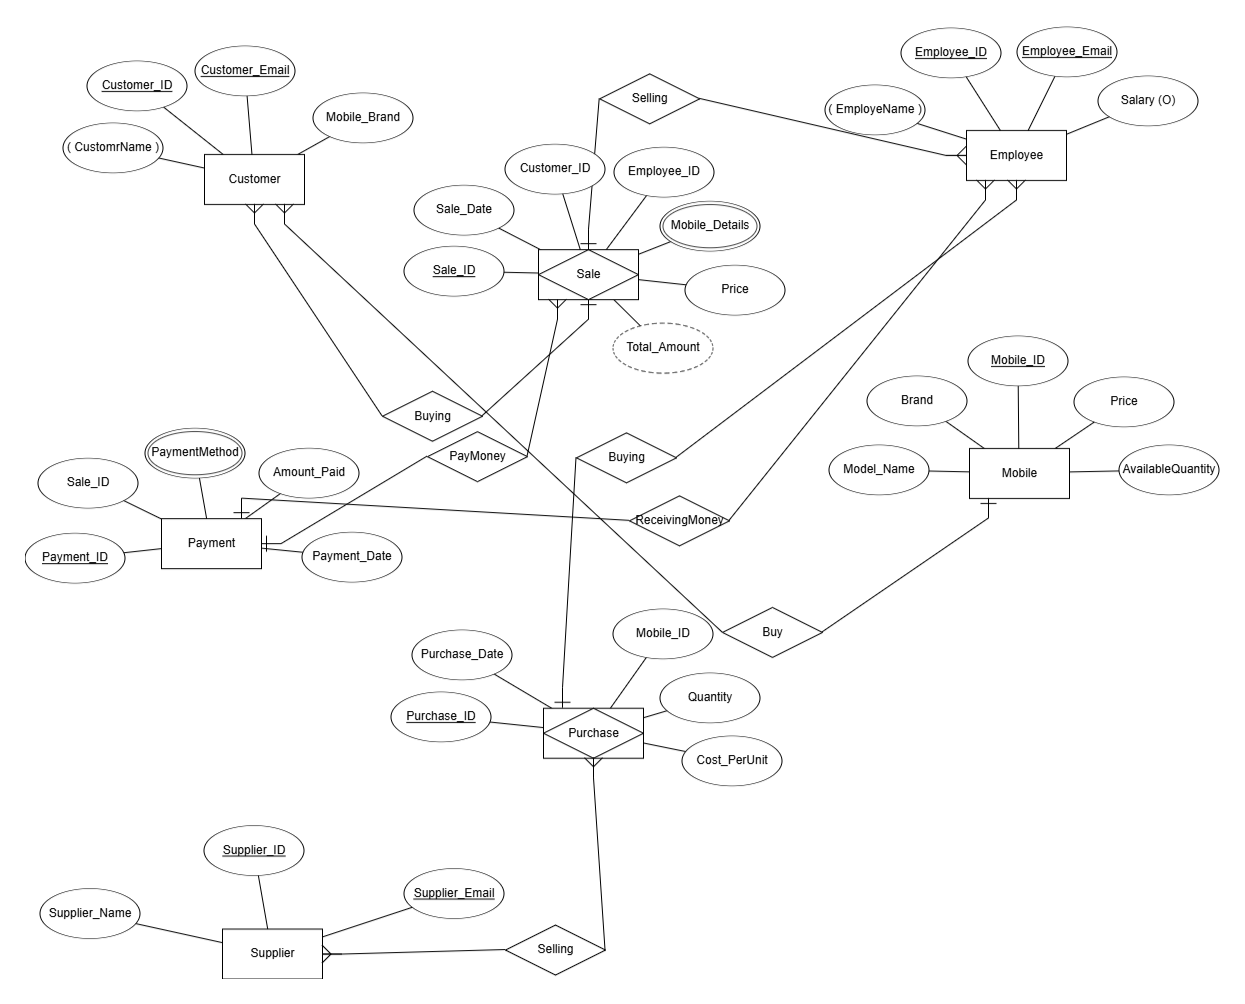 Employee_ID
Employee_Email
Customer_Email
Customer_ID
Selling
Salary (O)
( EmployeName )
Mobile_Brand
( CustomrName )
Employee
Customer
Customer_ID
Employee_ID
Sale_Date
Mobile_Details
Sale_ID
Sale
Price
Total_Amount
Mobile_ID
Brand
Price
Buying
PaymentMethod
PayMoney
Buying
Model_Name
Mobile
AvailableQuantity
Sale_ID
Amount_Paid
ReceivingMoney
Payment
Payment_ID
Payment_Date
Buy
Mobile_ID
Purchase_Date
Quantity
Purchase_ID
Purchase
Cost_PerUnit
Supplier_ID
Supplier_Email
Supplier_Name
Selling
Supplier